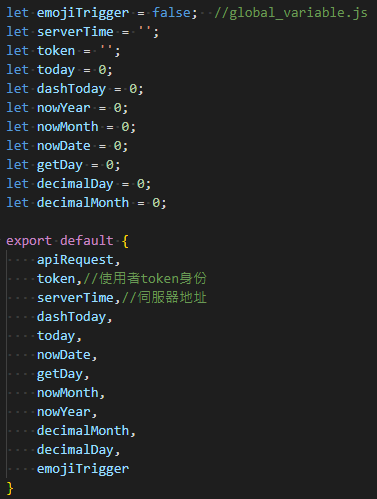 let emojiTrigger = false;  //global_variable.js
let serverTime = '';
let token = '';
let today = 0;
let dashToday = 0;
let nowYear = 0;
let nowMonth = 0;
let nowDate = 0;
let getDay = 0;
let decimalDay = 0;
let decimalMonth = 0;

export default {
    apiRequest,
    token,//使用者token身份
    serverTime,//伺服器地址
    dashToday,
    today,
    nowDate,
    getDay,
    nowMonth,
    nowYear,
    decimalMonth,
    decimalDay,
    emojiTrigger
}